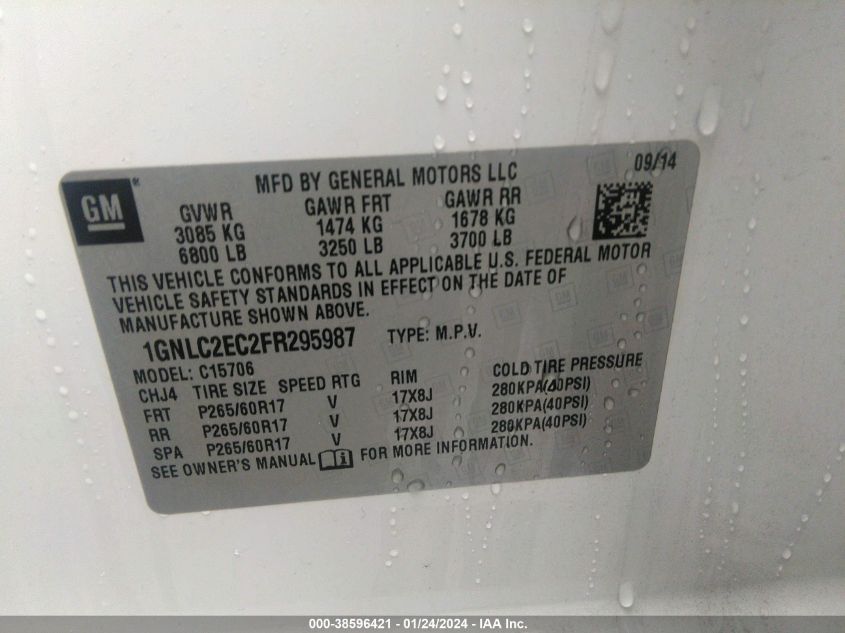 GM
MFD BY GENERAL MOTORS LLC
09/14
GVWR GAWR FRT GAWR RR
3085 KG 1474 KG 1678 KG
6800 LB 3250 LB 3700 LB
THIS VEHICLE CONFORMS TO ALL APPLICABLE U.S. FEDERAL MOTOR
VEHICLE SAFETY STANDARDS IN EFFECT ON THE DATE OF
MANUFACTURE SHOWN ABOVE.
1GNLC2EC2FR295987 TYPE: M.P.V.
MODEL: C15706
CHJ4 TIRE SIZE SPEED RTG RIM COLD TIRE PRESSURE
FRT P265/60R17 V 17X8J 280KPA(40PSI)
RR P265/60R17 V 17X8J 280KPA(40PSI)
SPA P265/60R17 V 17X8J 280KPA(40PSI)
SEE OWNER'S MANUAL FOR MORE INFORMATION.
000-38596421 - 01/24/2024 - IAA Inc.